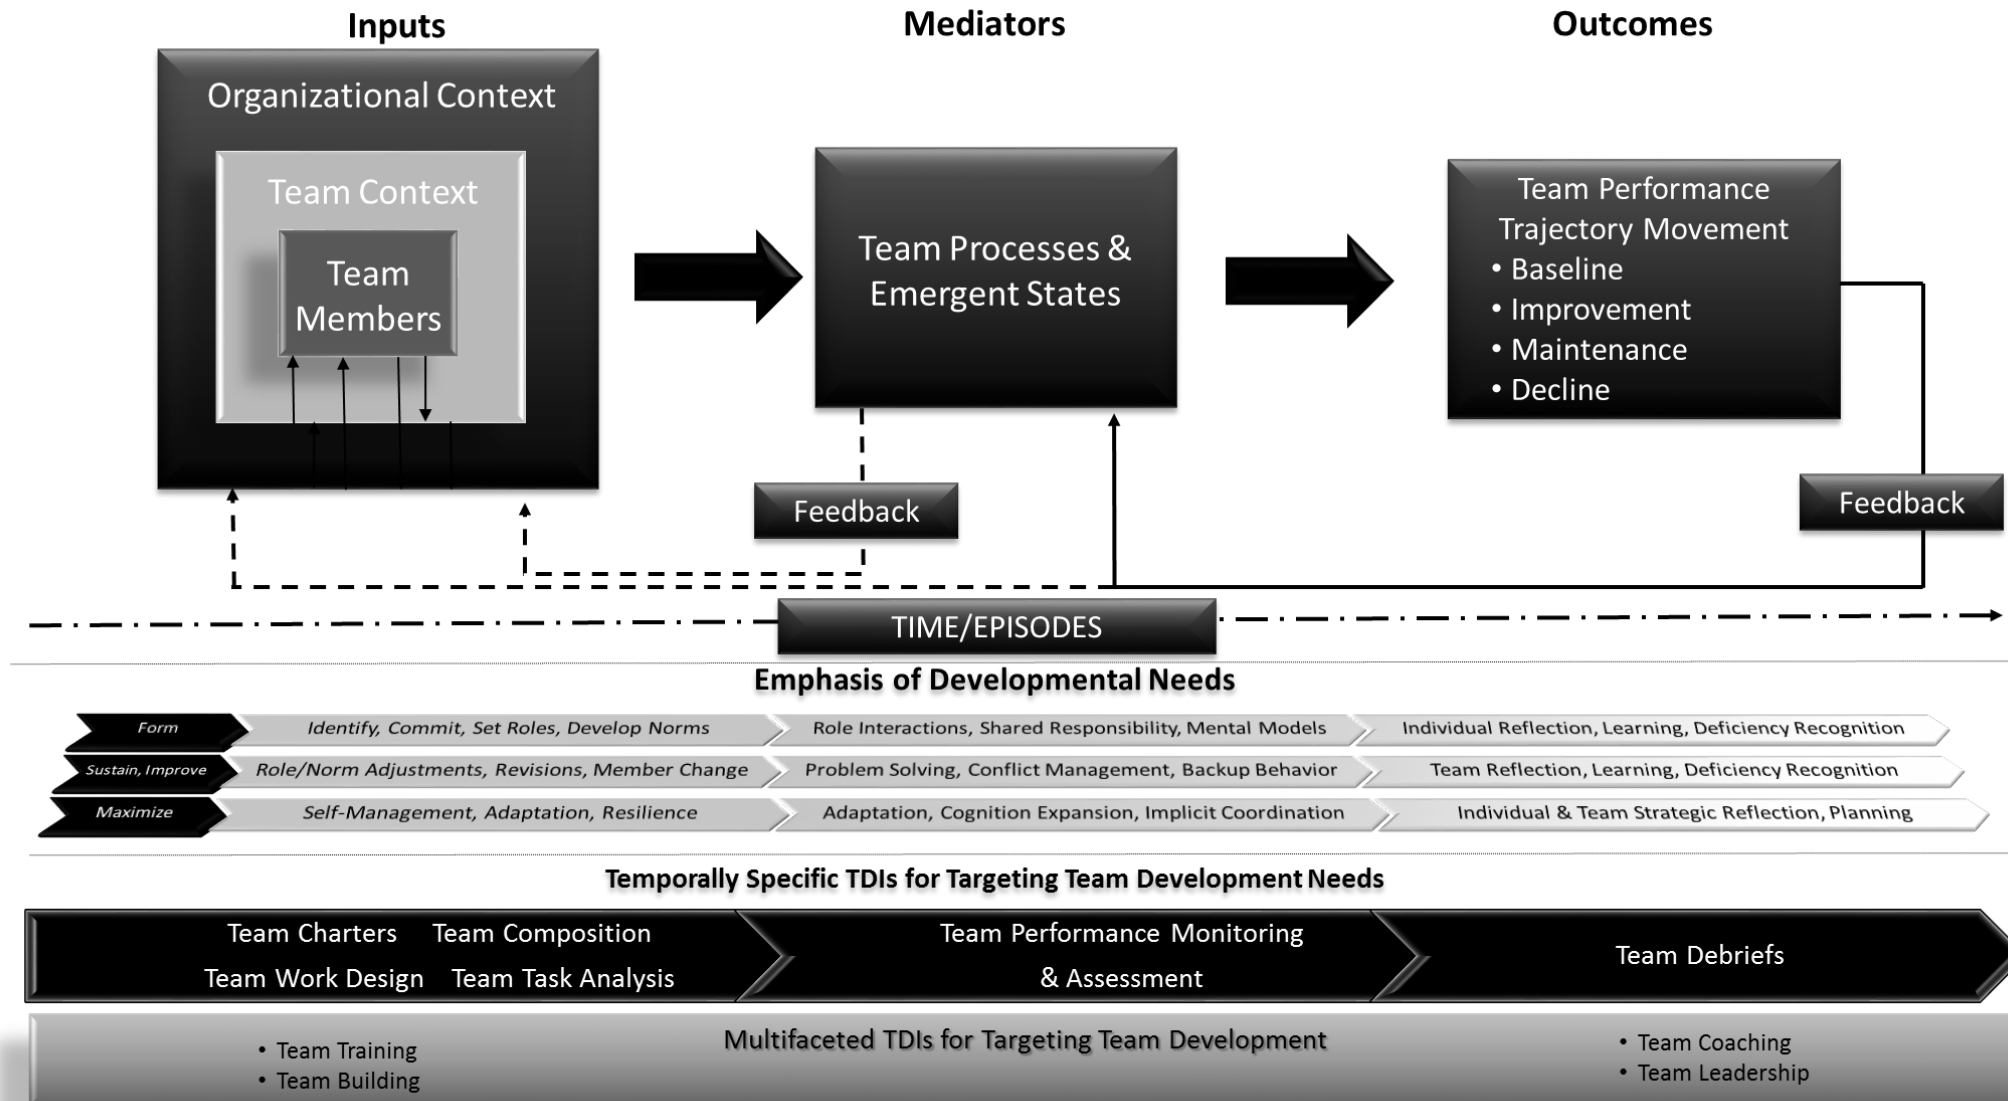 Inputs
Mediators
Outcomes
Organizational Context
Team Context
Team
Members
Team Processes &
Emergent States
Team Performance
Trajectory Movement
• Baseline
• Improvement
• Maintenance
• Decline
Feedback
Feedback
TIME/EPISODES
Emphasis of Developmental Needs
Form
Identify, Commit, Set Roles, Develop Norms
Role Interactions, Shared Responsibility, Mental Models
Individual Reflection, Learning, Deficiency Recognition
Sustain, Improve
Role/Norm Adjustments, Revisions, Member Change
Problem Solving, Conflict Management, Backup Behavior
Team Reflection, Learning, Deficiency Recognition
Maximize
Self-Management, Adaptation, Resilience
Adaptation, Cognition Expansion, Implicit Coordination
Individual & Team Strategic Reflection, Planning
Temporally Specific TDIs for Targeting Team Development Needs
Team Charters Team Composition
Team Work Design Team Task Analysis
Team Performance Monitoring
& Assessment
Team Debriefs
Multifaceted TDIs for Targeting Team Development
• Team Training
• Team Building
• Team Coaching
• Team Leadership